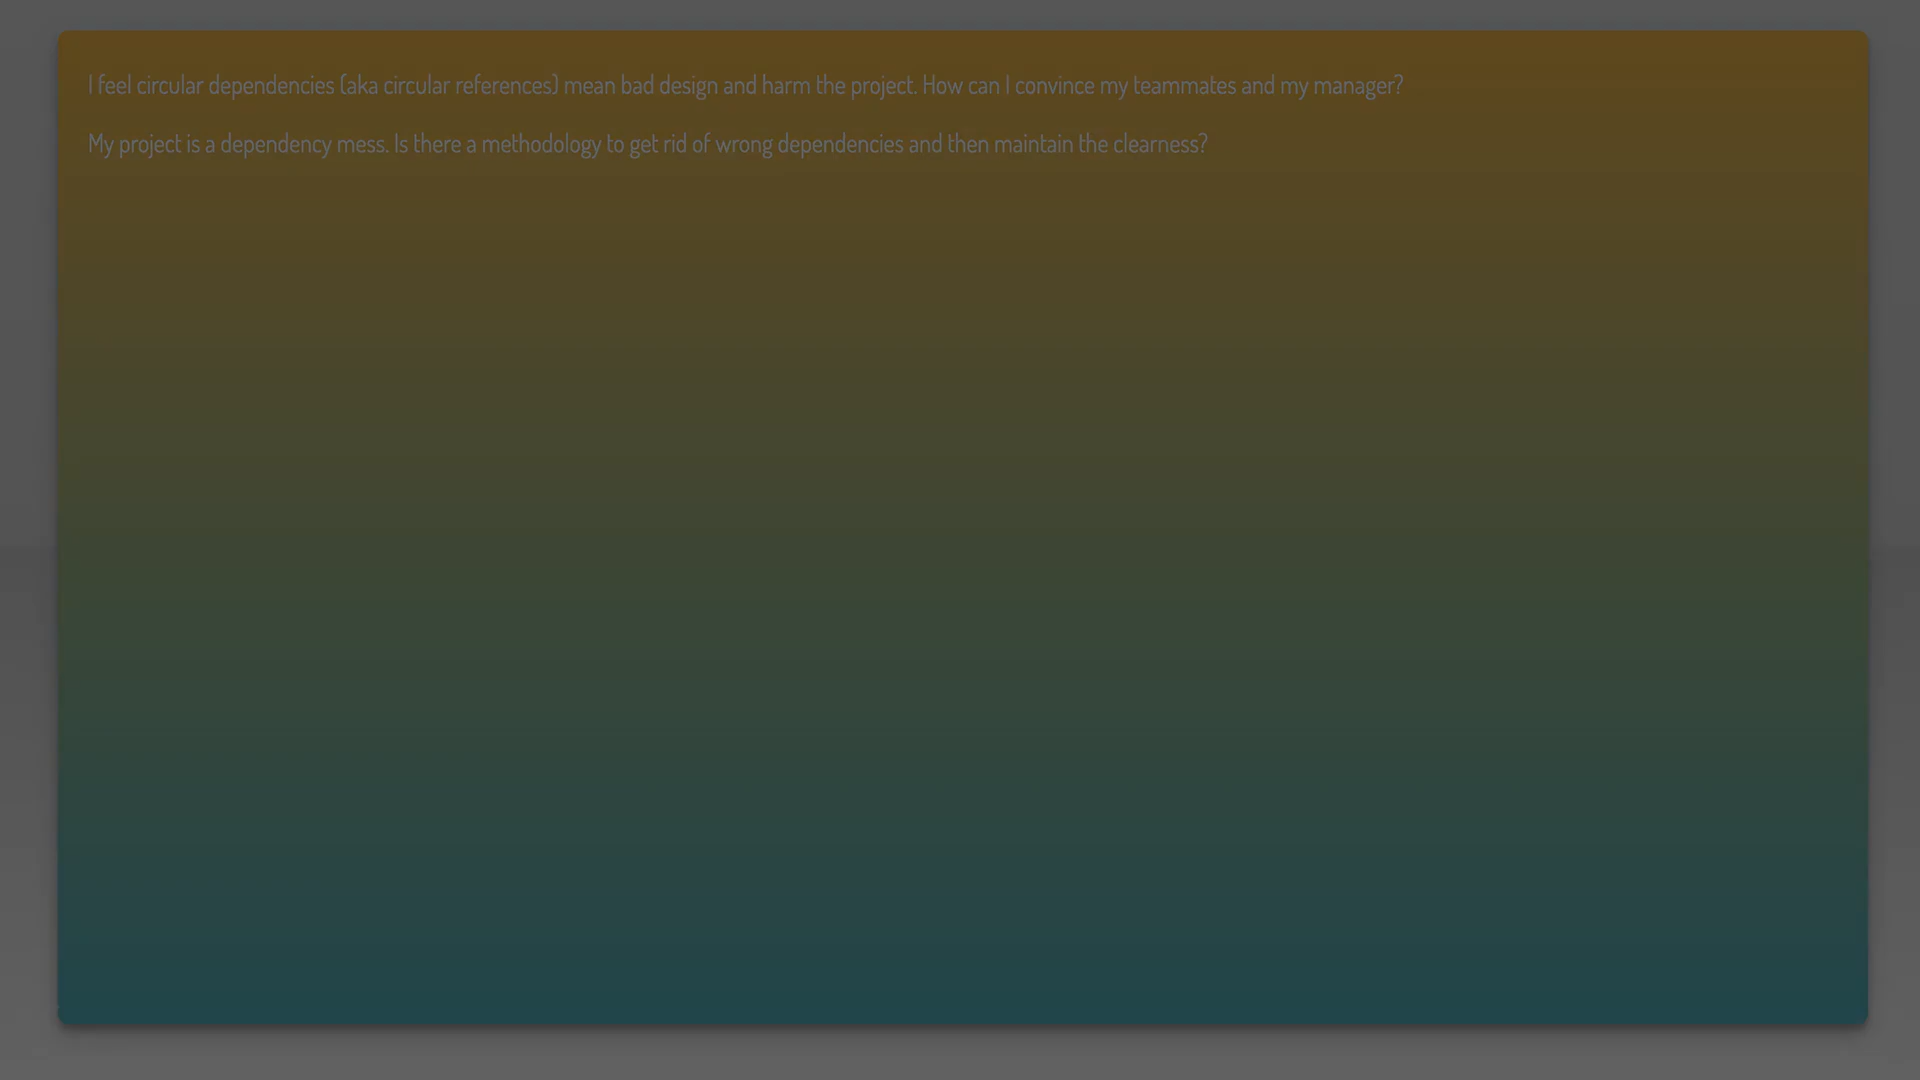 I feel circular dependencies (aka circular references) mean bad design and harm the project. How can I convince my teammates and my manager?
My project is a dependency mess. Is there a methodology to get rid of wrong dependencies and then maintain the clearness?